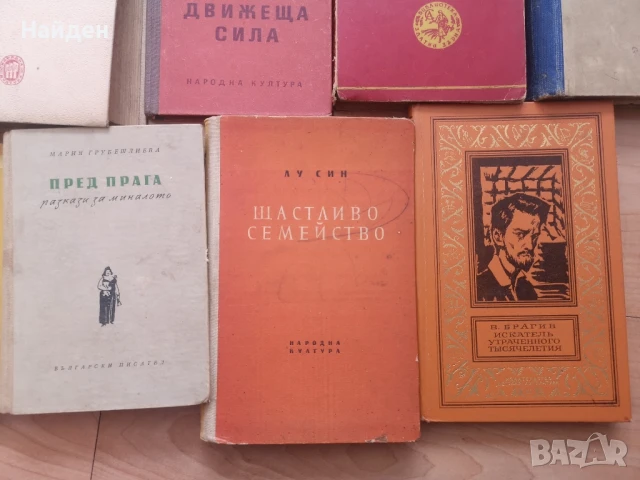 Найден
ДВИЖЕЩА
СИЛА
НАРОДНА КУЛТУРА
МАРИЯ ГРУБЕШЛИЕВА
ПРЕД ПРАГА
разкази за миналото
БЪЛГАРСКИ ПИСАТЕЛ
ЛУ СИН
ЩАСТЛИВО
СЕМЕЙСТВО
НАРОДНА
КУЛТУРА
В. БРАГИН
ИСКАТЕЛЬ
УТРАЧЕННОГО
ТЫСЯЧЕЛЕТИЯ
BAZAR